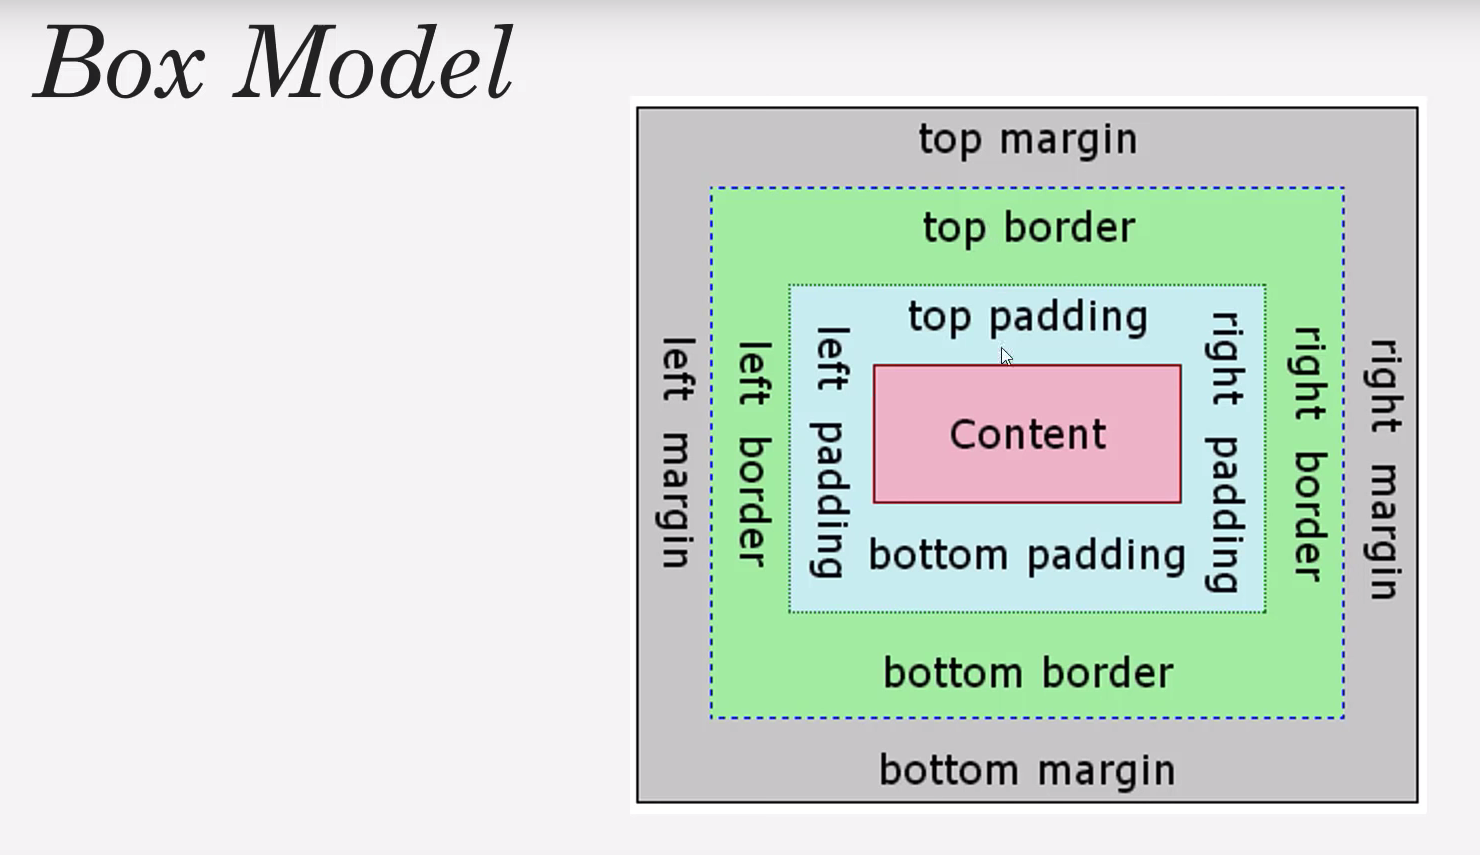 Box Model
top margin
top border
top padding
left margin
left border
left padding
Content
right padding
right border
right margin
bottom padding
bottom border
bottom margin